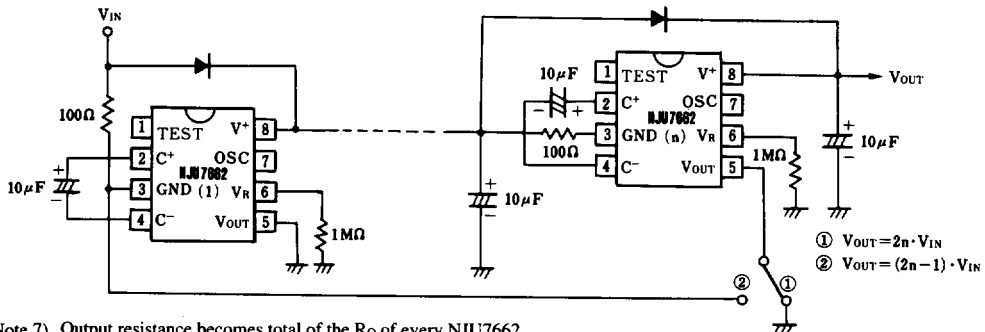 VIN
100Ω
10μF
1 TEST V+ 8
2 C+ OSC 7
NJU7662
3 GND (1) VR 6
4 C− VOUT 5
1MΩ
10μF
10μF
100Ω
1 TEST V+ 8
2 C+ OSC 7
NJU7662
3 GND (n) VR 6
4 C− VOUT 5
1MΩ
VOUT
10μF
② ①
① VOUT=2n·VIN
② VOUT=(2n−1)·VIN
Note 7) Output resistance becomes total of the RO of every NJU7662